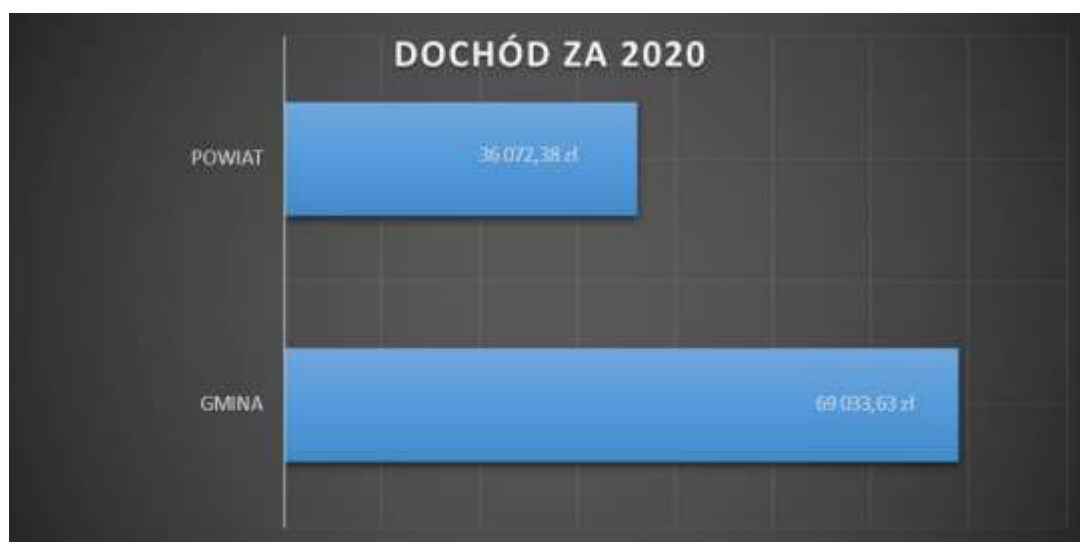 DOCHÓD ZA 2020
POWIAT
36 072,38 zł
GMINA
69 033,63 zł